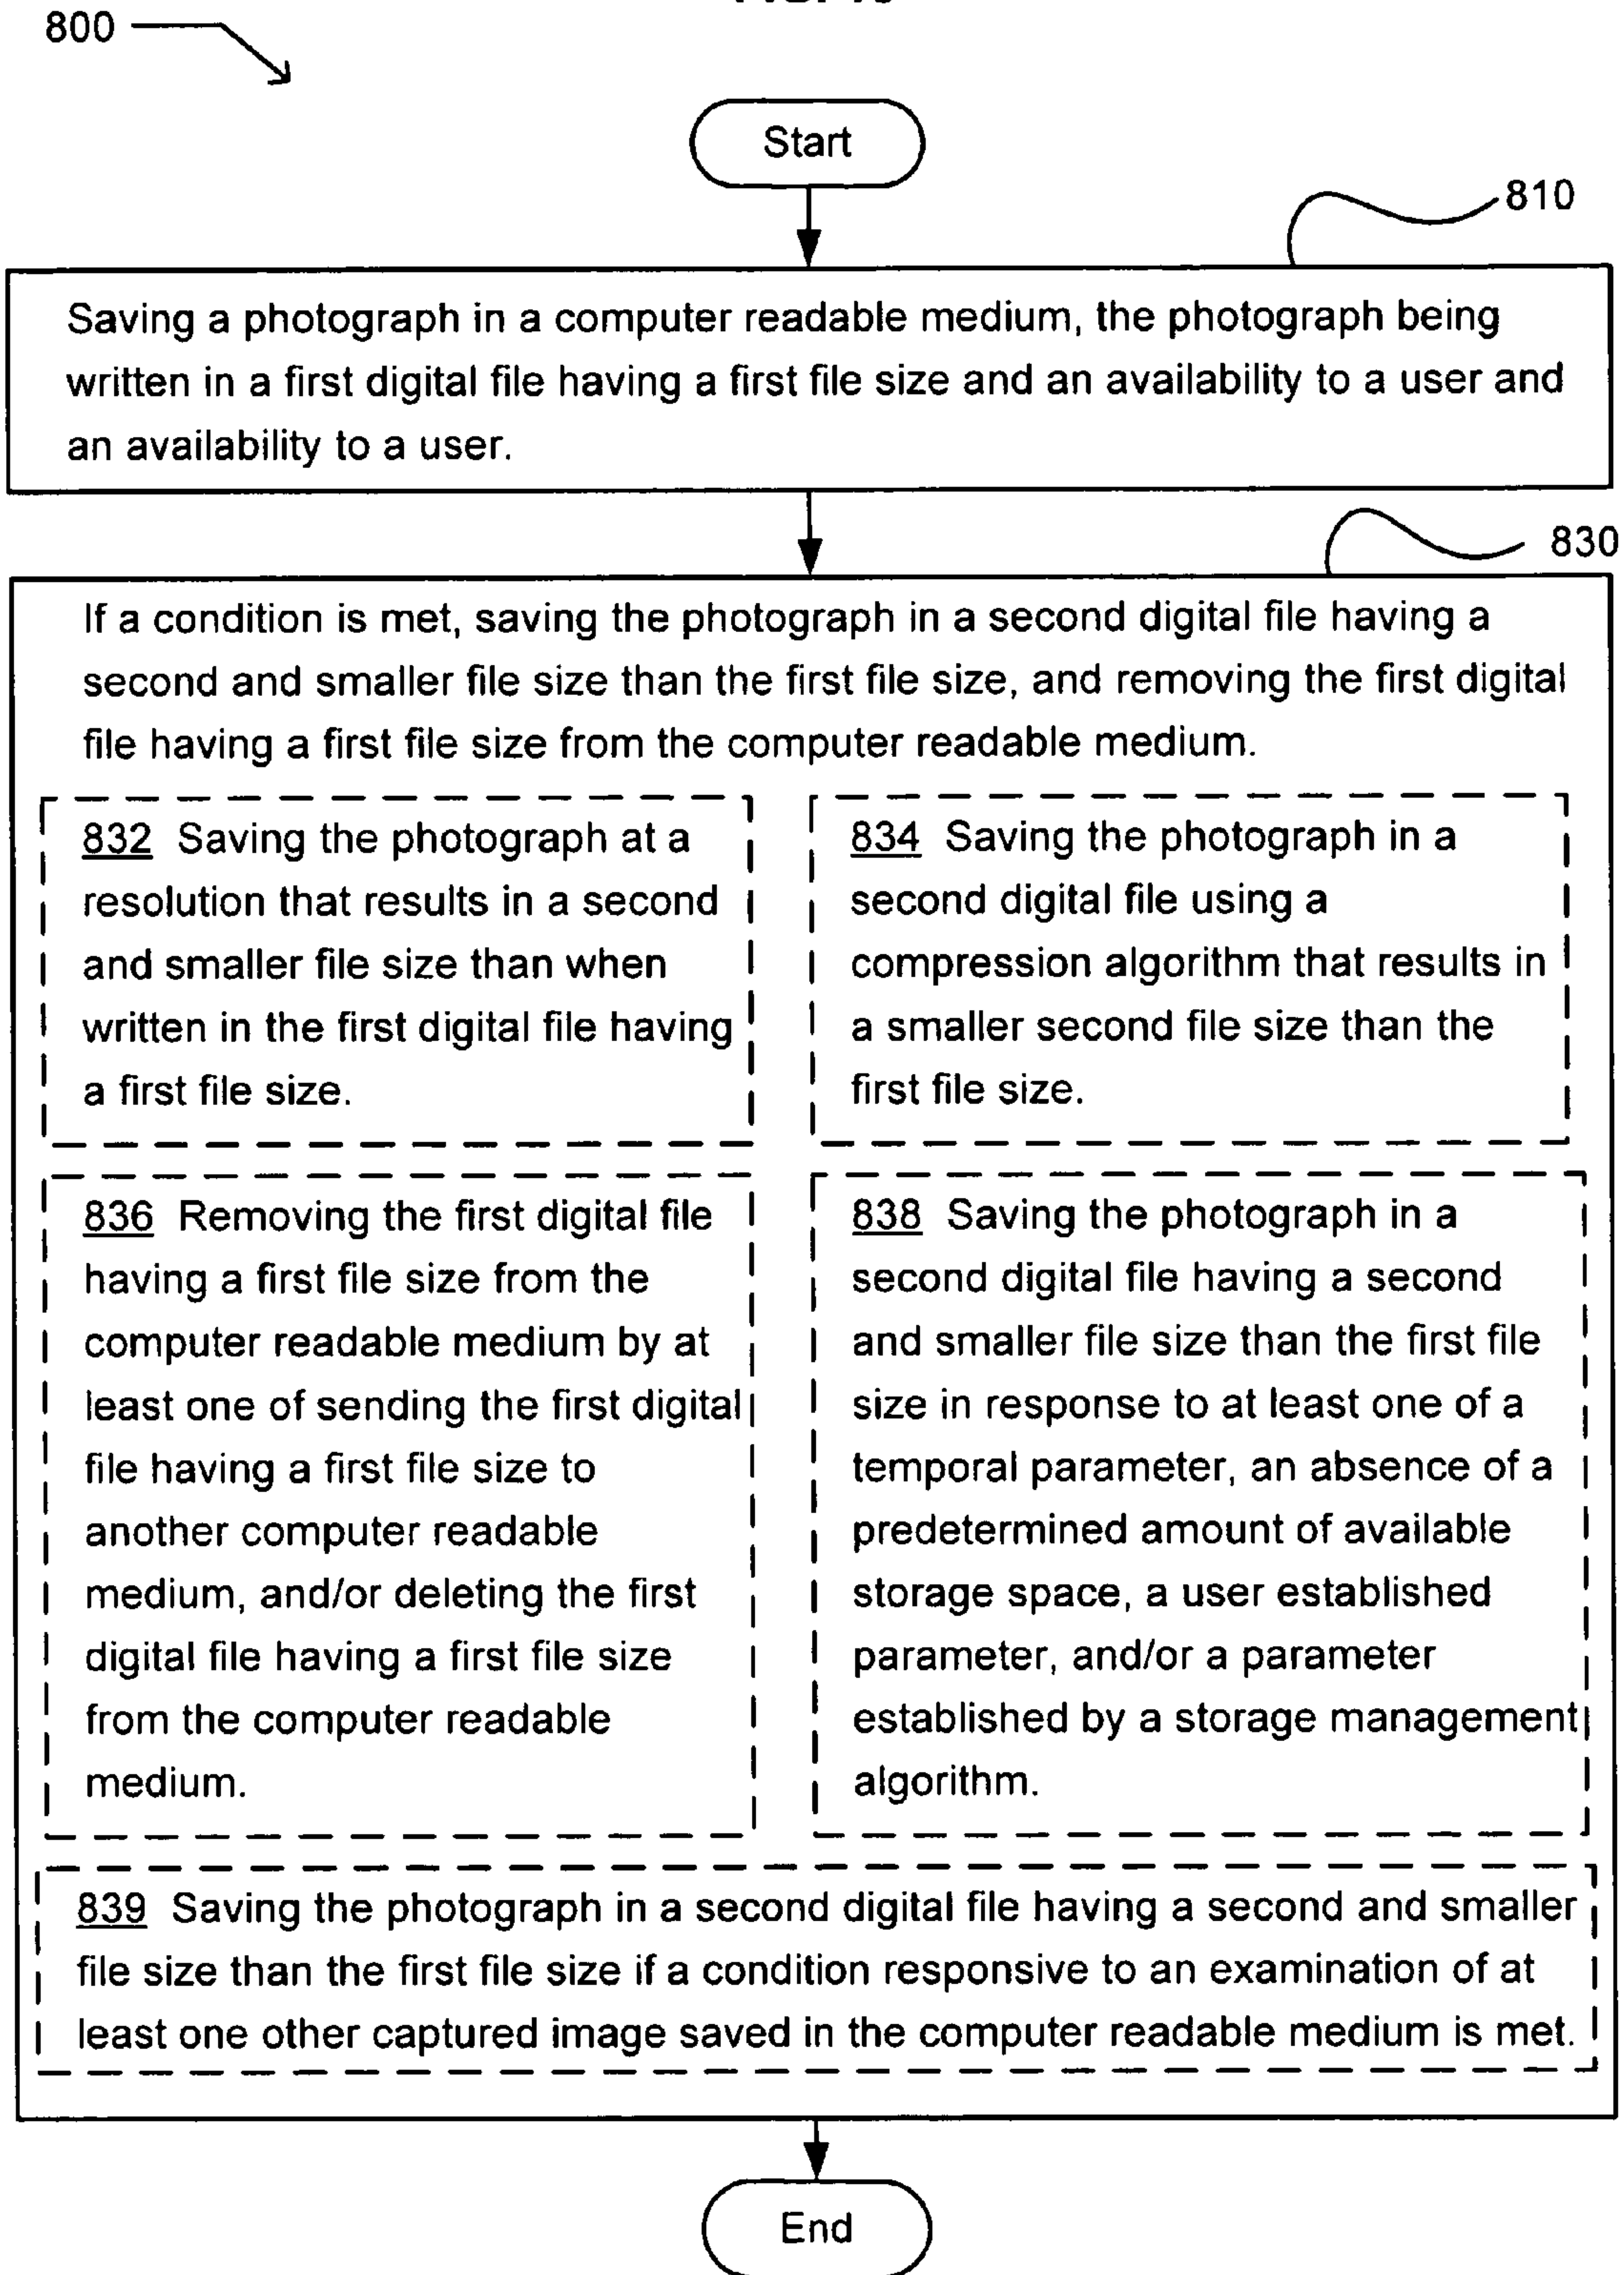 800
Start
810
Saving a photograph in a computer readable medium, the photograph being
written in a first digital file having a first file size and an availability to a user and
an availability to a user.
830
If a condition is met, saving the photograph in a second digital file having a
second and smaller file size than the first file size, and removing the first digital
file having a first file size from the computer readable medium.
832 Saving the photograph at a
resolution that results in a second
and smaller file size than when
written in the first digital file having
a first file size.
834 Saving the photograph in a
second digital file using a
compression algorithm that results in
a smaller second file size than the
first file size.
836 Removing the first digital file
having a first file size from the
computer readable medium by at
least one of sending the first digital
file having a first file size to
another computer readable
medium, and/or deleting the first
digital file having a first file size
from the computer readable
medium.
838 Saving the photograph in a
second digital file having a second
and smaller file size than the first file
size in response to at least one of a
temporal parameter, an absence of a
predetermined amount of available
storage space, a user established
parameter, and/or a parameter
established by a storage management
algorithm.
839 Saving the photograph in a second digital file having a second and smaller
file size than the first file size if a condition responsive to an examination of at
least one other captured image saved in the computer readable medium is met.
End